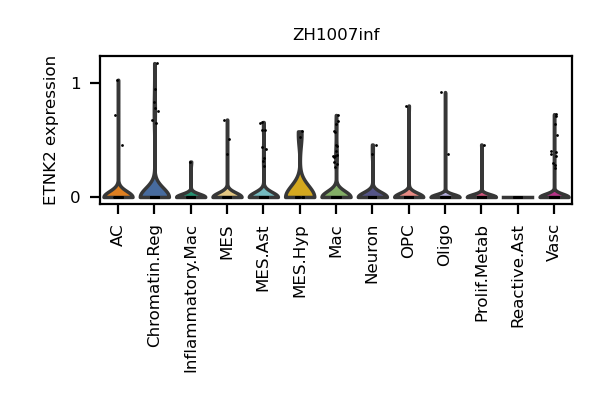 ZH1007inf
ETNK2 expression
1
0
AC
Chromatin.Reg
Inflammatory.Mac
MES
MES.Ast
MES.Hyp
Mac
Neuron
OPC
Oligo
Prolif.Metab
Reactive.Ast
Vasc